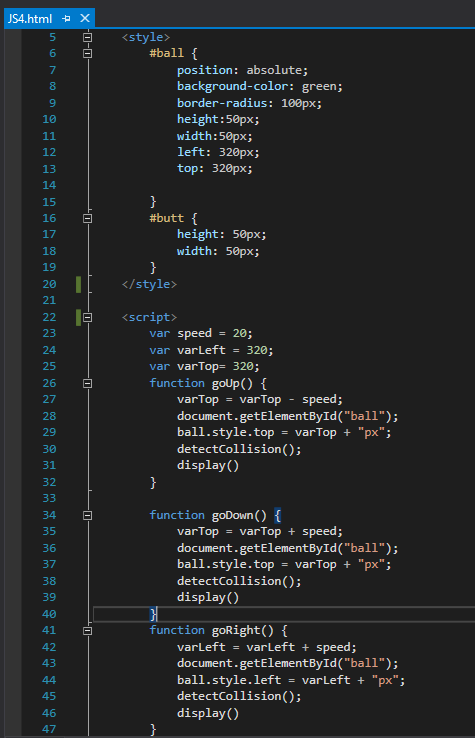 JS4.html
5 <style>
6 #ball {
7 position: absolute;
8 background-color: green;
9 border-radius: 100px;
10 height:50px;
11 width:50px;
12 left: 320px;
13 top: 320px;
14
15 }
16 #butt {
17 height: 50px;
18 width: 50px;
19 }
20 </style>
21
22 <script>
23 var speed = 20;
24 var varLeft = 320;
25 var varTop= 320;
26 function goUp() {
27 varTop = varTop - speed;
28 document.getElementById("ball");
29 ball.style.top = varTop + "px";
30 detectCollision();
31 display()
32 }
33
34 function goDown() {
35 varTop = varTop + speed;
36 document.getElementById("ball");
37 ball.style.top = varTop + "px";
38 detectCollision();
39 display()
40 }
41 function goRight() {
42 varLeft = varLeft + speed;
43 document.getElementById("ball");
44 ball.style.left = varLeft + "px";
45 detectCollision();
46 display()
47 }